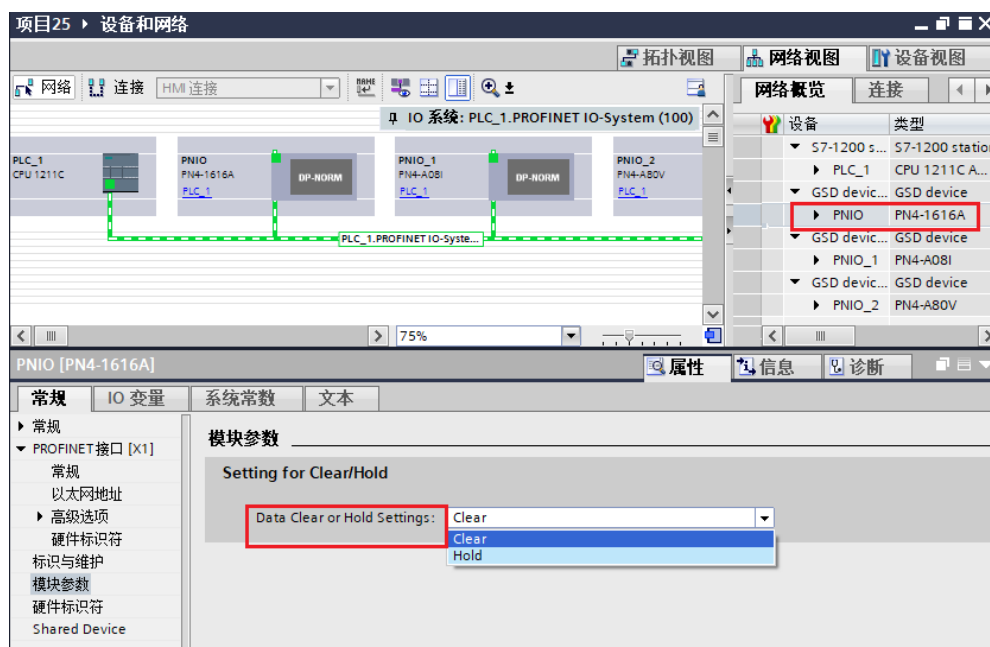 项目25 ▸ 设备和网络
拓扑视图 网络视图 设备视图
网络 连接 HMI 连接
网络概览 连接
IO 系统: PLC_1.PROFINET IO-System (100)
设备 类型
S7-1200 s... S7-1200 statio
PLC_1 CPU 1211C A...
GSD devic... GSD device
PNIO PN4-1616A
GSD devic... GSD device
PNIO_1 PN4-A08I
GSD devic... GSD device
PNIO_2 PN4-A80V
PLC_1
CPU 1211C
PNIO
PN4-1616A
PLC_1
DP-NORM
PNIO_1
PN4-A08I
PLC_1
DP-NORM
PNIO_2
PN4-A80V
PLC_1
PLC_1.PROFINET IO-Syste...
75%
PNIO [PN4-1616A]
属性 信息 诊断
常规 IO 变量 系统常数 文本
常规
PROFINET接口 [X1]
常规
以太网地址
高级选项
硬件标识符
标识与维护
模块参数
硬件标识符
Shared Device
模块参数
Setting for Clear/Hold
Data Clear or Hold Settings: Clear
Clear
Hold